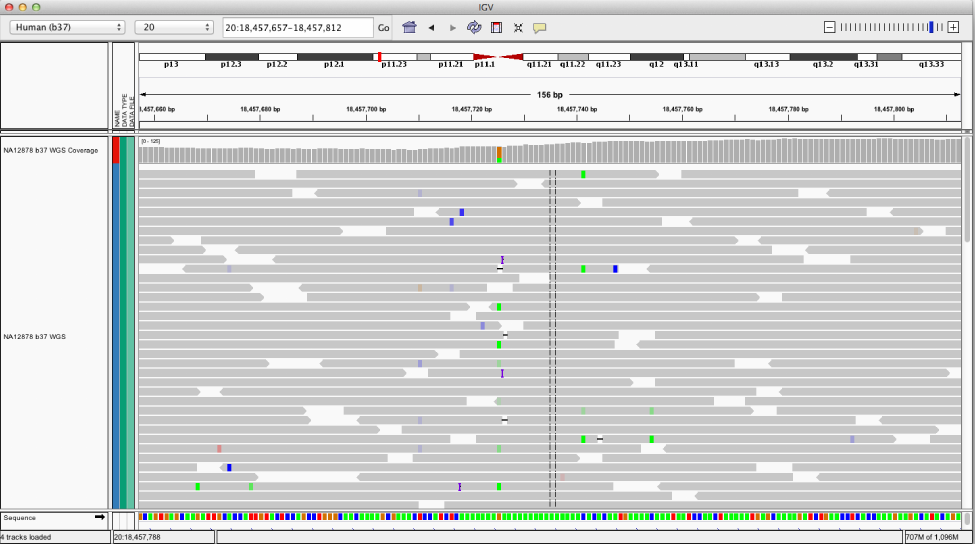 IGV
Human (b37) 20 20:18,457,657-18,457,812 Go
p13 p12.3 p12.2 p12.1 p11.23 p11.21 p11.1 q11.21 q11.22 q11.23 q12 q13.11 q13.13 q13.2 q13.31 q13.33
156 bp
,457,660 bp 18,457,680 bp 18,457,700 bp 18,457,720 bp 18,457,740 bp 18,457,760 bp 18,457,780 bp 18,457,800 bp
NAME
DATA TYPE
DATA FILE
[0 - 125]
NA12878 b37 WGS Coverage
NA12878 b37 WGS
Sequence
4 tracks loaded 20:18,457,788 707M of 1,096M